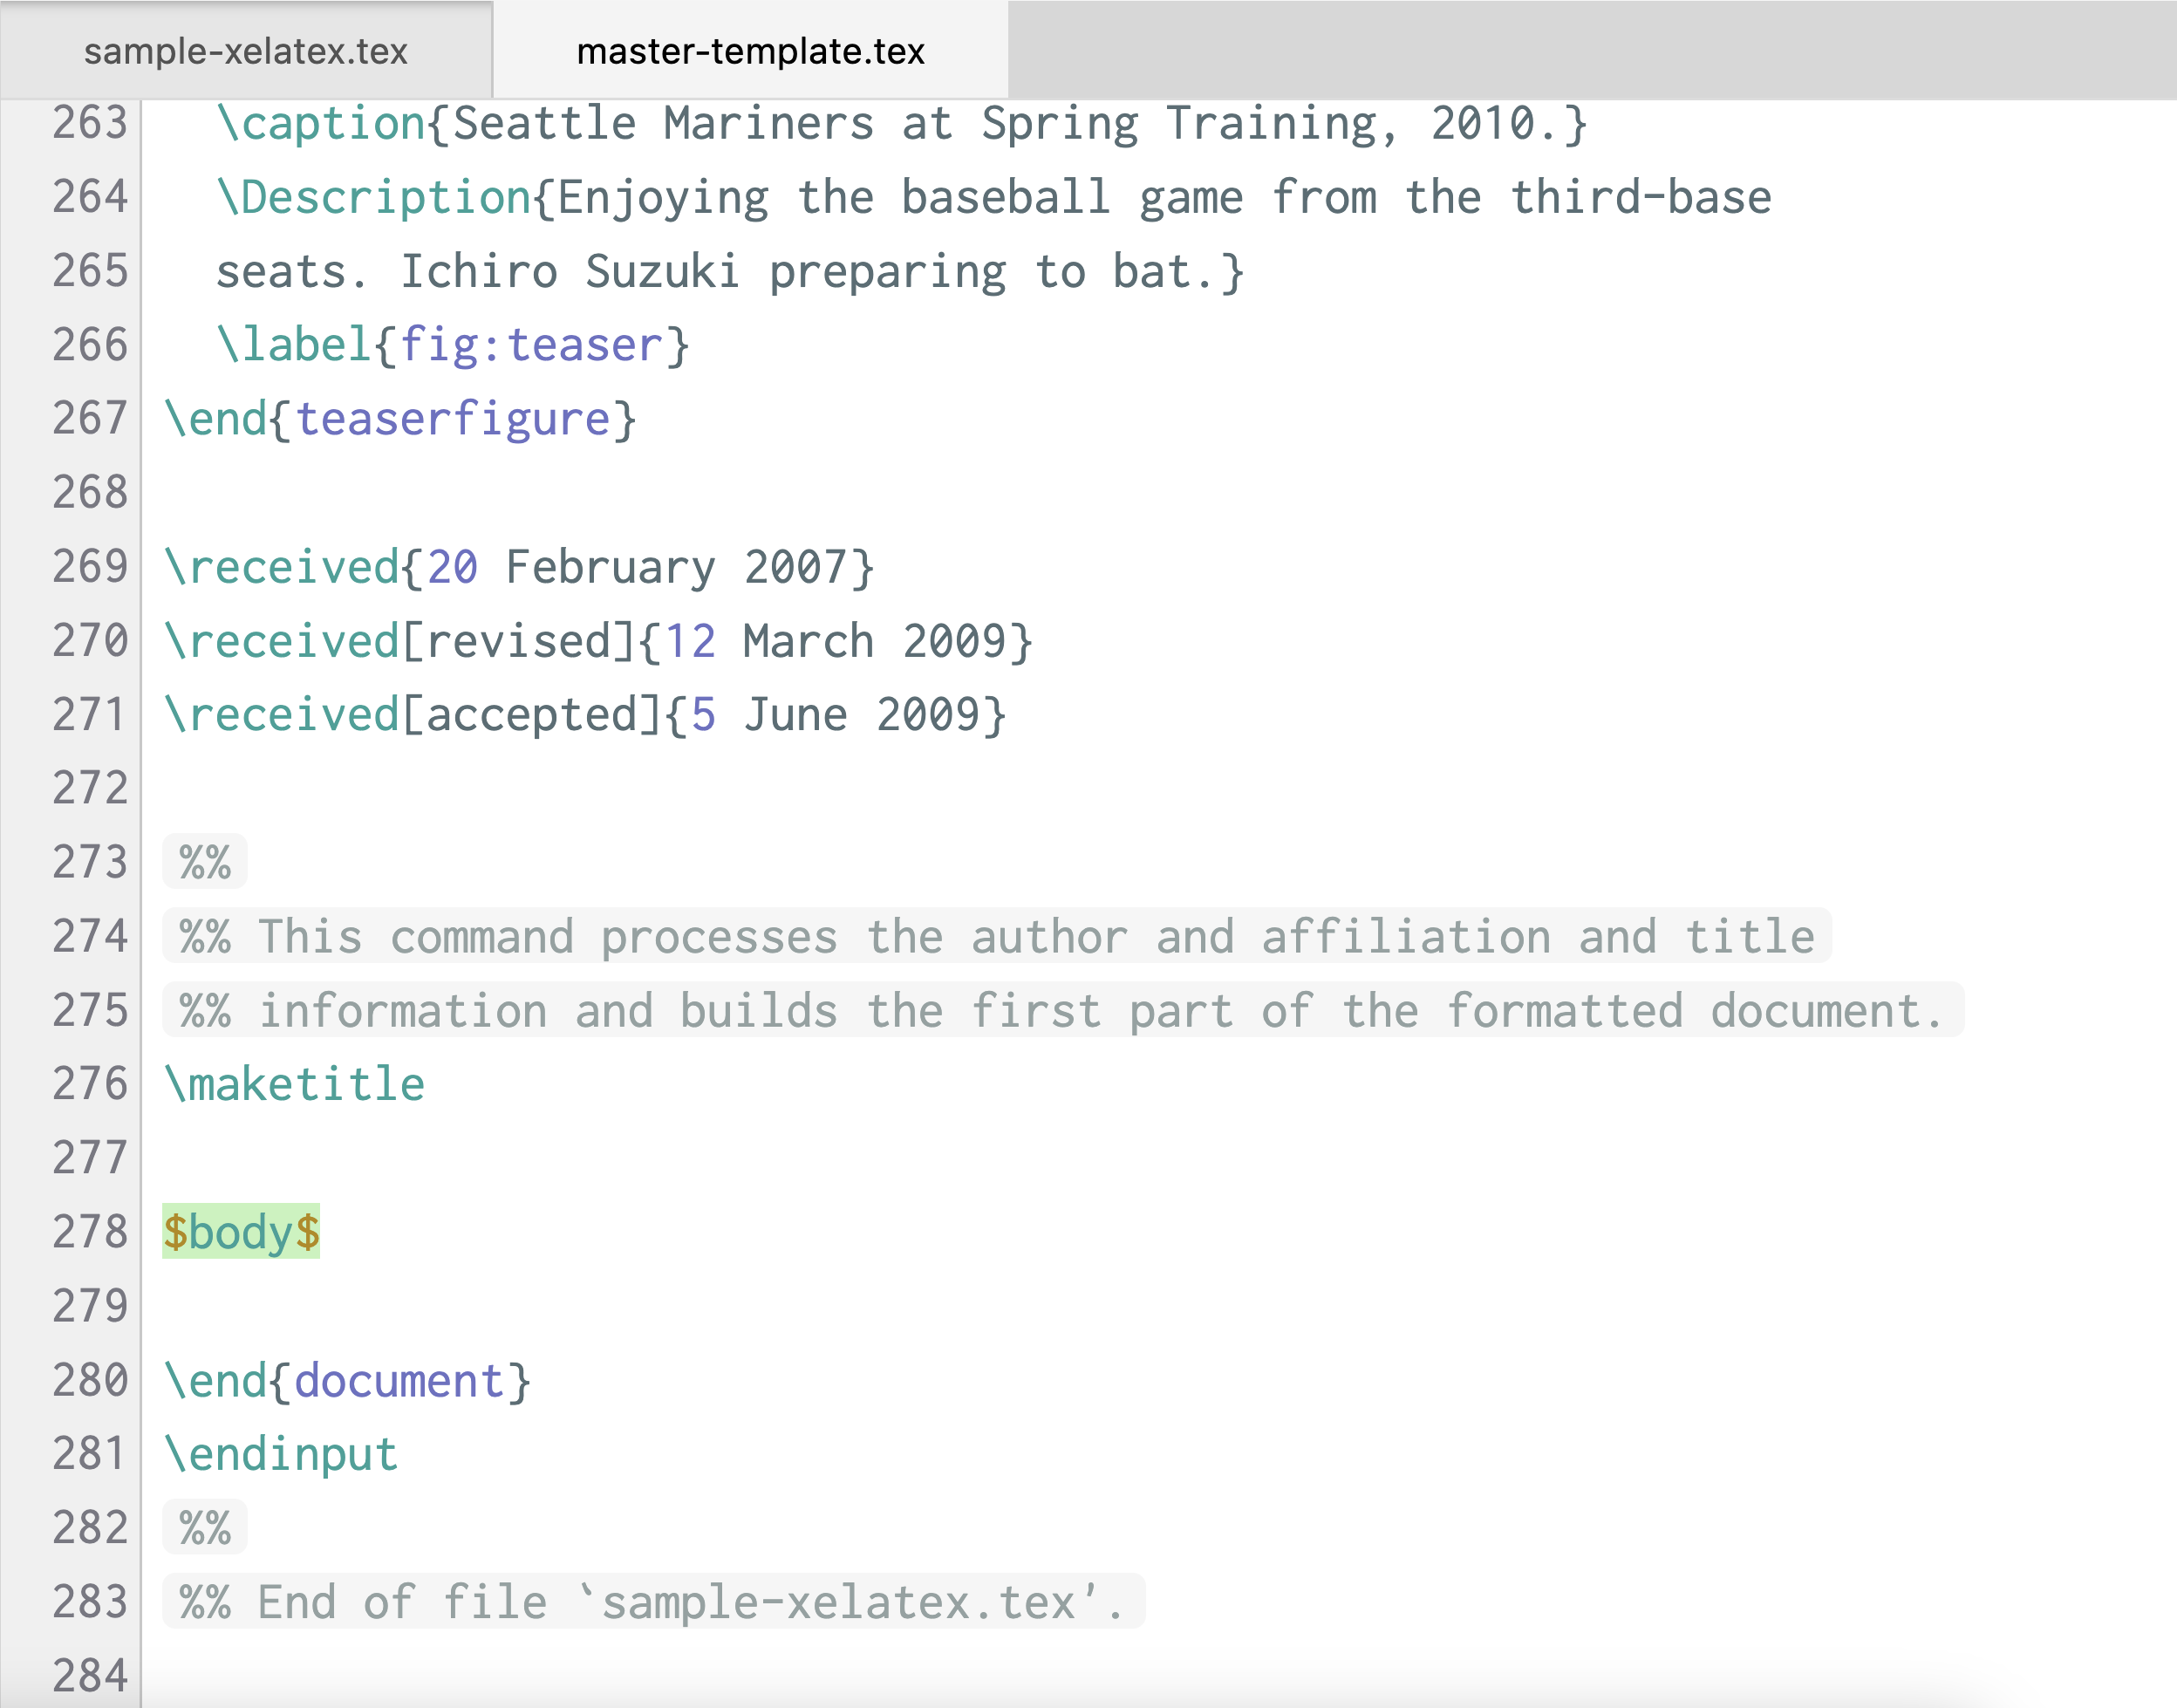 sample-xelatex.tex master-template.tex
263 \caption{Seattle Mariners at Spring Training, 2010.}
264 \Description{Enjoying the baseball game from the third-base
265 seats. Ichiro Suzuki preparing to bat.}
266 \label{fig:teaser}
267 \end{teaserfigure}
268
269 \received{20 February 2007}
270 \received[revised]{12 March 2009}
271 \received[accepted]{5 June 2009}
272
273 %%
274 %% This command processes the author and affiliation and title
275 %% information and builds the first part of the formatted document.
276 \maketitle
277
278 $body$
279
280 \end{document}
281 \endinput
282 %%
283 %% End of file `sample-xelatex.tex'.
284